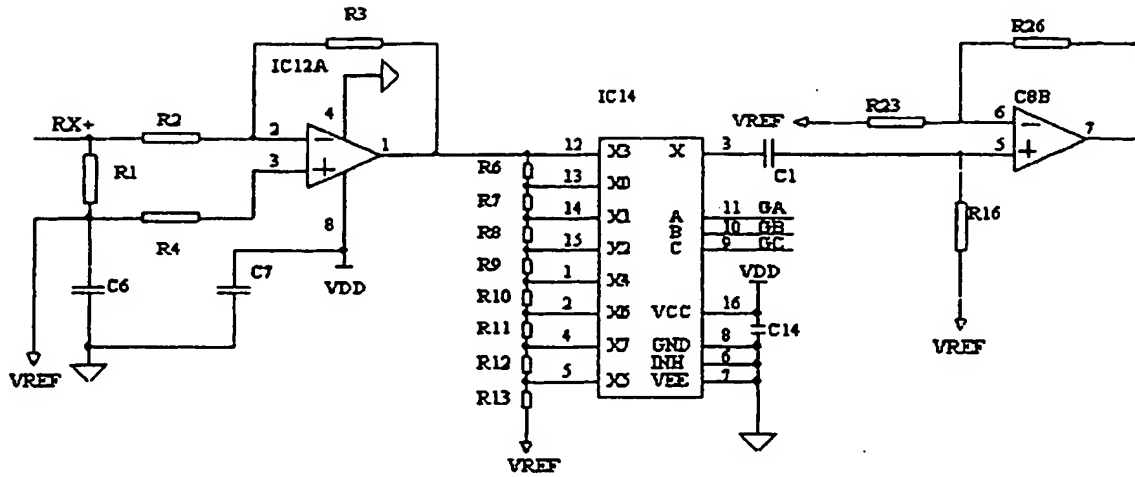 R3
R26
IC12A
4
IC14
C8B
RX+
R2
2
VREF
R23
6
7
1
12
X3
X
3
5
R1
3
R6
13
X0
C1
R7
14
X1
A
11
GA
R16
R4
8
R8
B
10
GB
15
X2
C
9
GC
R9
C6
C7
VDD
1
X4
VDD
R10
2
X6
VCC
16
R11
C14
4
X7
GND
8
VREF
VREF
R12
INH
6
5
X5
VEE
7
R13
VREF